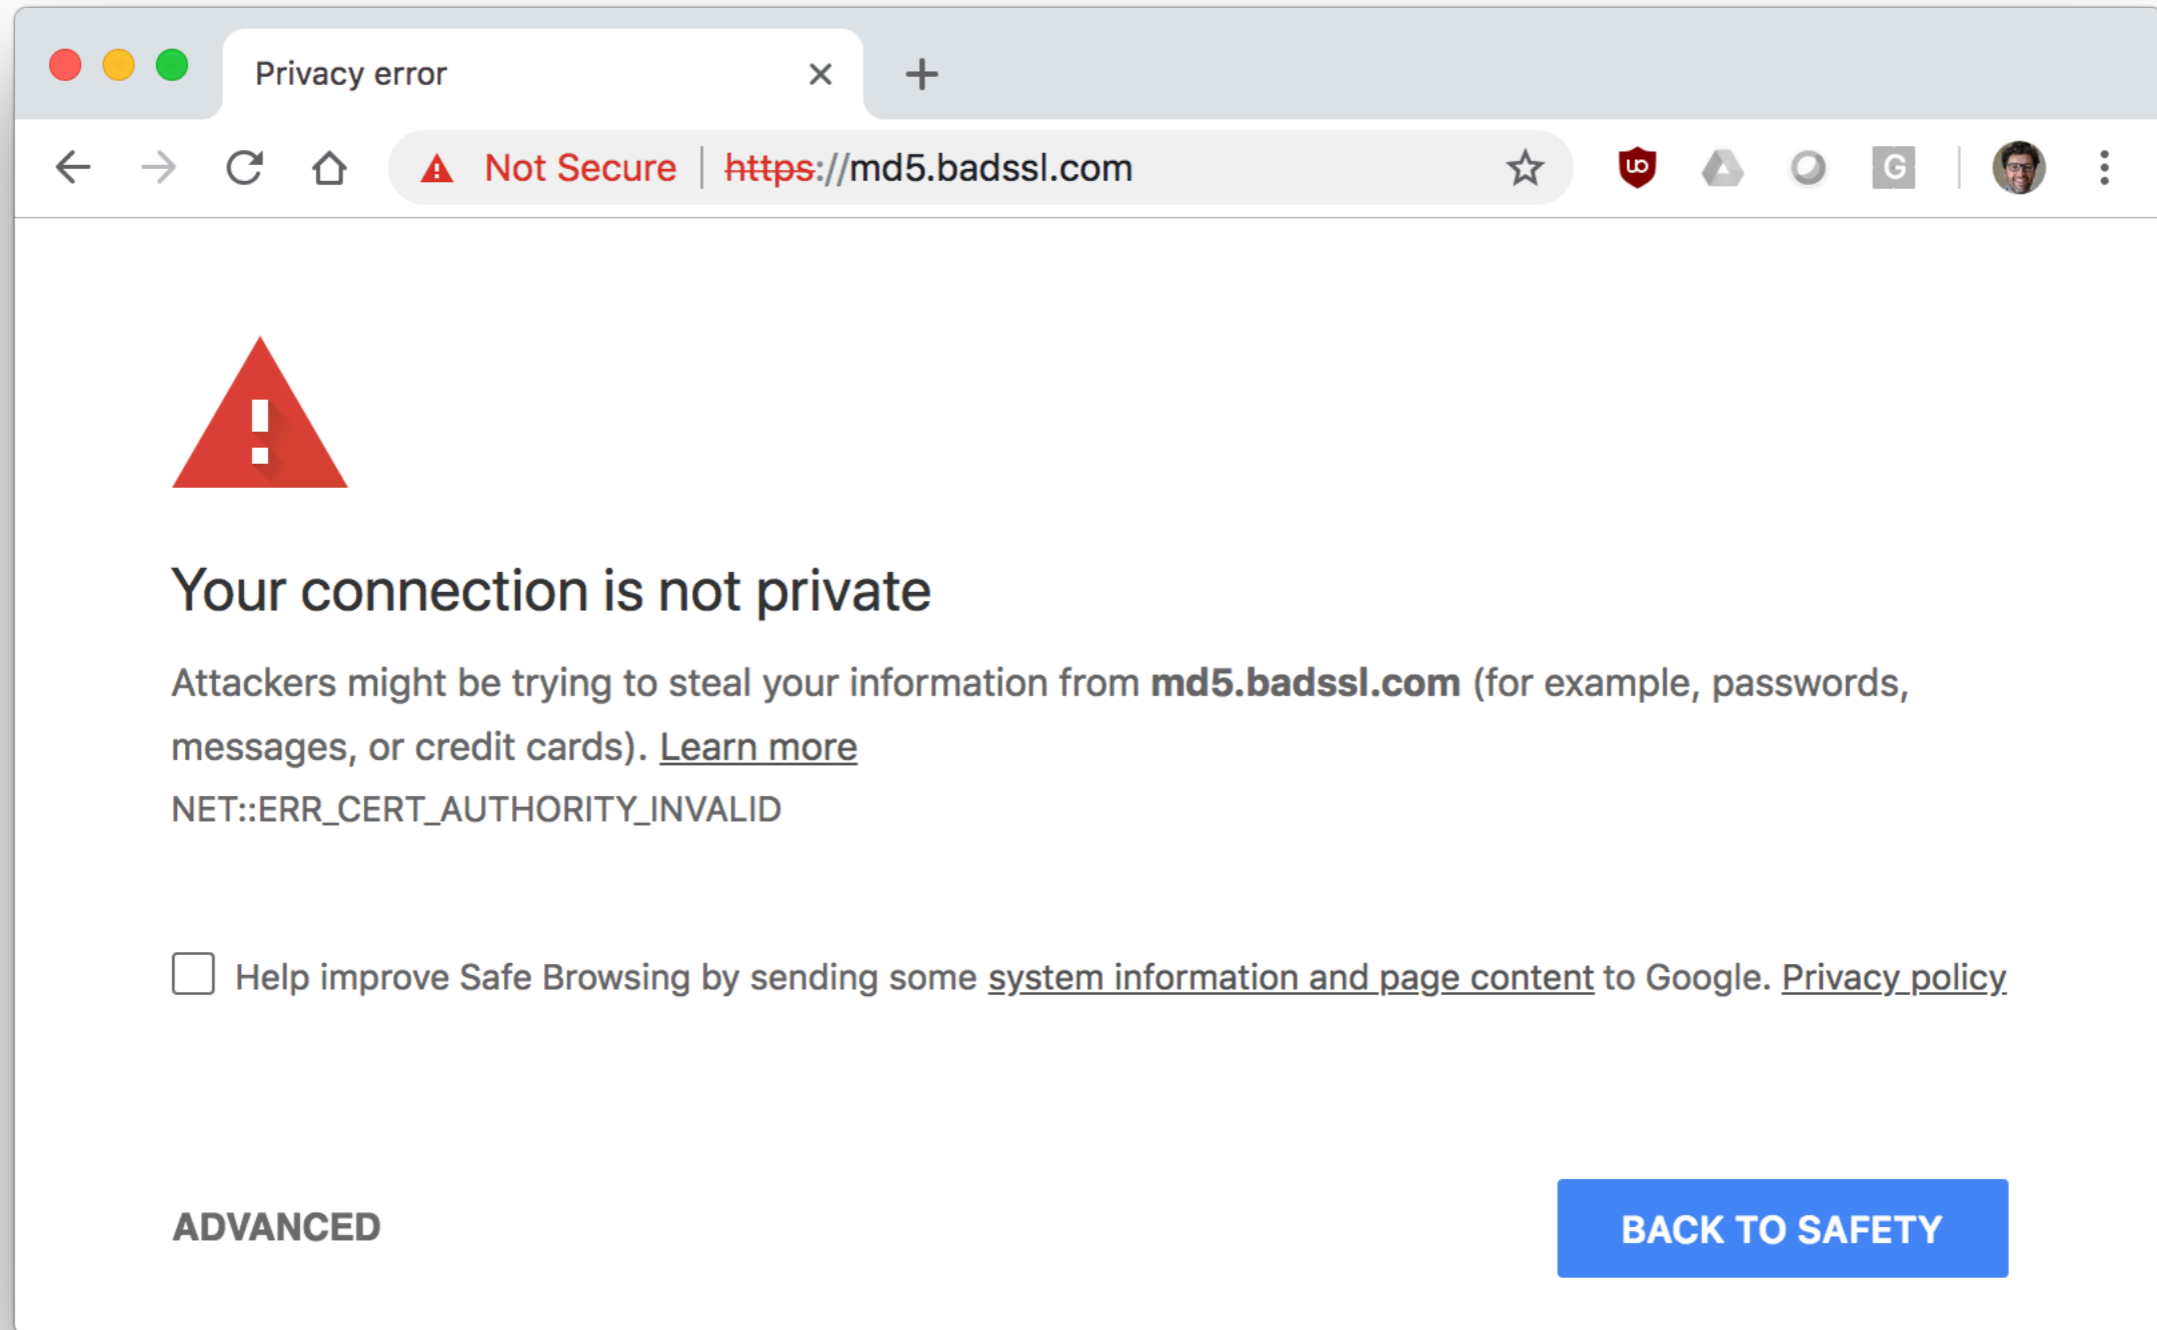 Privacy error
Not Secure | https://md5.badssl.com
G
Your connection is not private
Attackers might be trying to steal your information from md5.badssl.com (for example, passwords,
messages, or credit cards). Learn more
NET::ERR_CERT_AUTHORITY_INVALID
Help improve Safe Browsing by sending some system information and page content to Google. Privacy policy
ADVANCED
BACK TO SAFETY